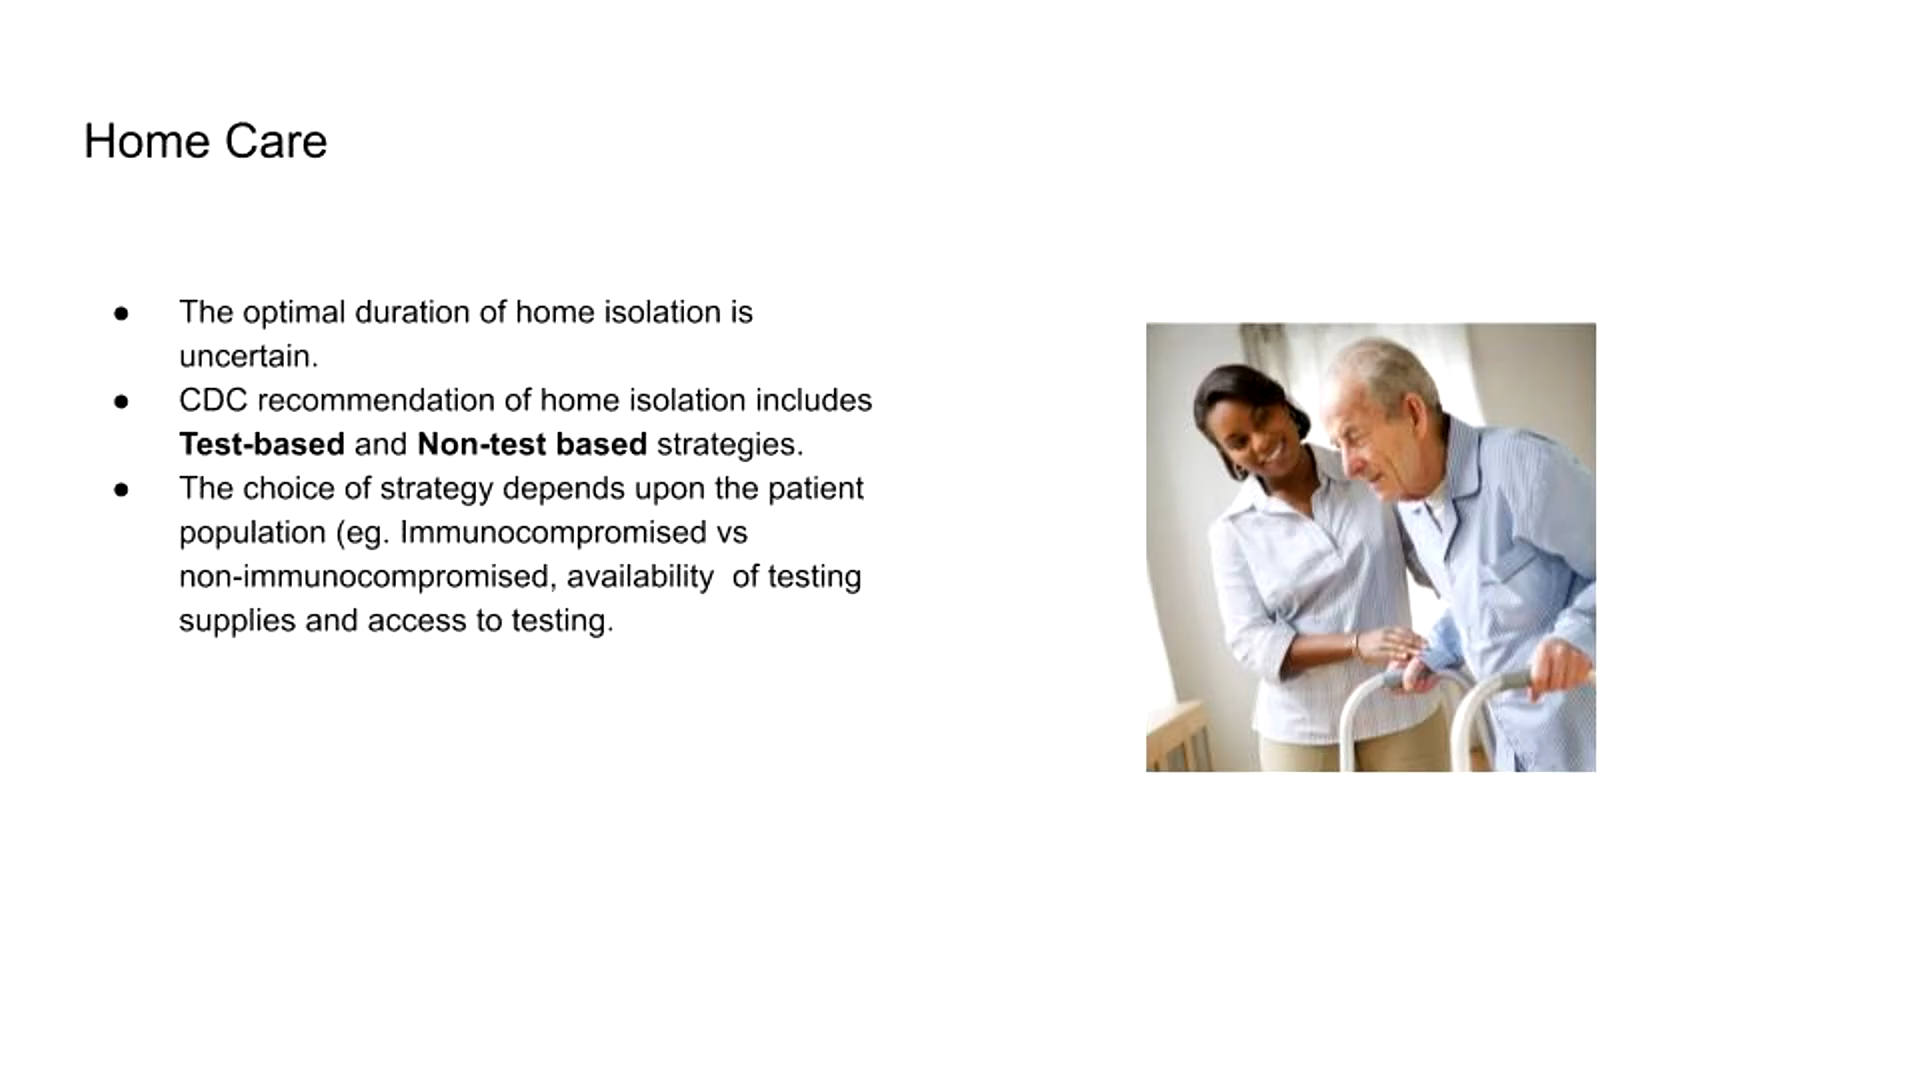 Home Care
● The optimal duration of home isolation is
uncertain.
● CDC recommendation of home isolation includes
Test-based and Non-test based strategies.
● The choice of strategy depends upon the patient
population (eg. Immunocompromised vs
non-immunocompromised, availability  of testing
supplies and access to testing.